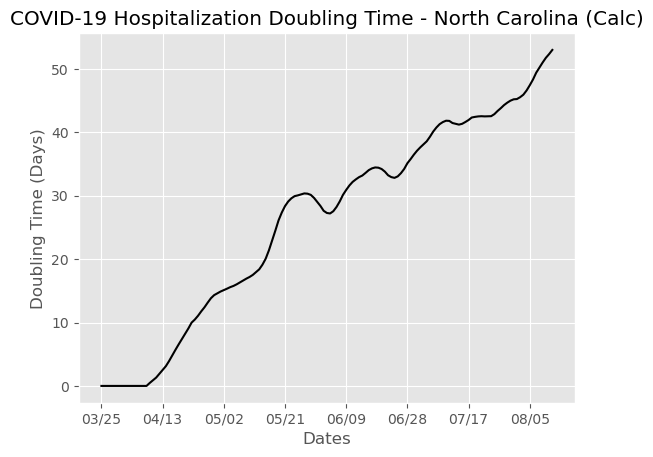 COVID-19 Hospitalization Doubling Time - North Carolina (Calc)
Doubling Time (Days)
50
40
30
20
10
0
03/25 04/13 05/02 05/21 06/09 06/28 07/17 08/05
Dates